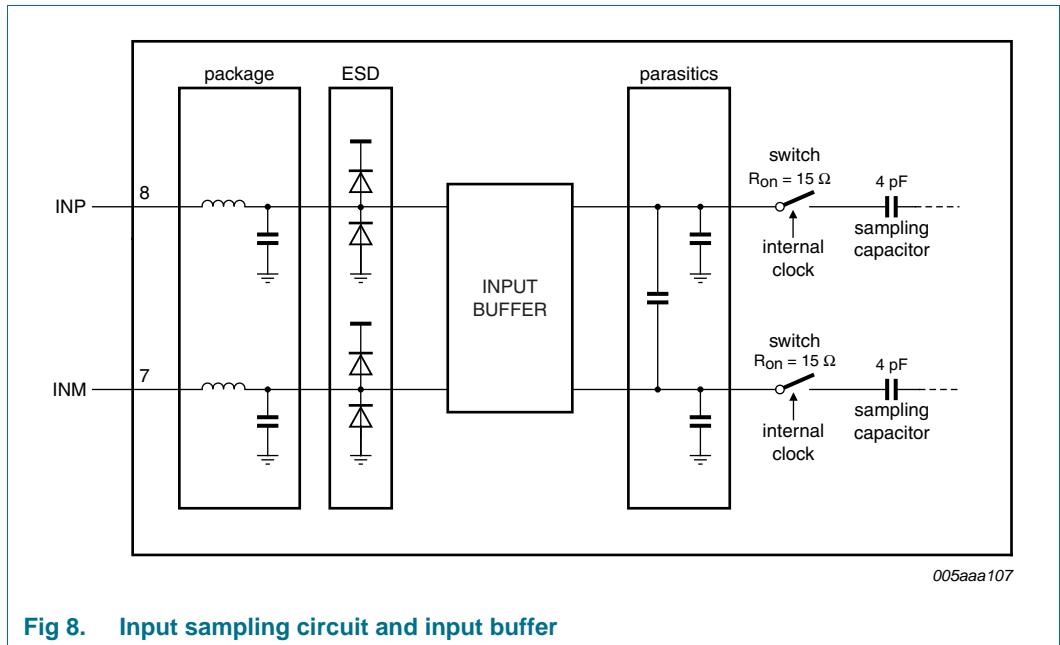 package
ESD
parasitics
switch
Ron = 15 Ω
4 pF
INP
8
internal
clock
sampling
capacitor
INPUT
BUFFER
switch
Ron = 15 Ω
4 pF
INM
7
internal
clock
sampling
capacitor
005aaa107
Fig 8. Input sampling circuit and input buffer